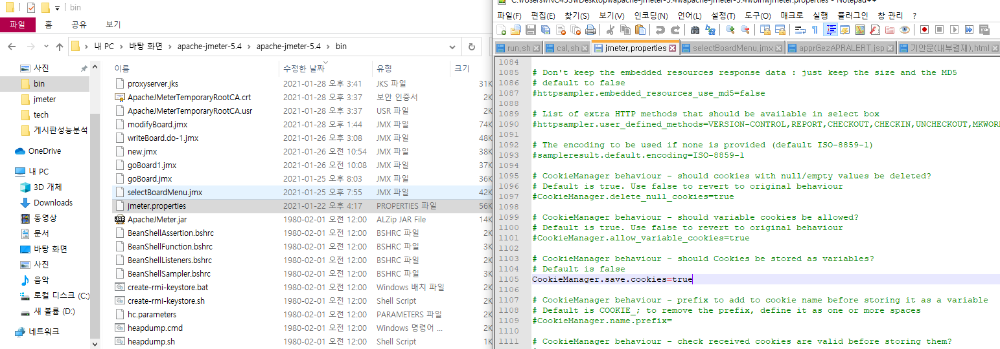 bin
파일 홈 공유 보기
내 PC 바탕 화면 apache-jmeter-5.4 apache-jmeter-5.4 bin
사진
bin
jmeter
tech
게시판성능분석
OneDrive
내 PC
3D 개체
Downloads
동영상
문서
바탕 화면
사진
음악
로컬 디스크 (C:)
새 볼륨 (D:)
네트워크
이름 수정한 날짜 유형 크기
proxyserver.jks 2021-01-28 오후 3:41 JKS 파일 31K
ApacheJMeterTemporaryRootCA.crt 2021-01-28 오후 3:37 보안 인증서 2K
ApacheJMeterTemporaryRootCA.usr 2021-01-28 오후 3:37 USR 파일 2K
modifyBoard.jmx 2021-01-28 오후 1:44 JMX 파일 74K
writeBoard.do-1.jmx 2021-01-26 오후 3:08 JMX 파일 48K
new.jmx 2021-01-26 오전 10:54 JMX 파일 38K
goBoard1.jmx 2021-01-26 오전 10:08 JMX 파일 37K
goBoard.jmx 2021-01-25 오후 8:03 JMX 파일 36K
selectBoardMenu.jmx 2021-01-25 오후 7:55 JMX 파일 42K
jmeter.properties 2021-01-22 오후 4:17 PROPERTIES 파일 56K
ApacheJMeter.jar 1980-02-01 오전 12:00 ALZip JAR File 14K
BeanShellAssertion.bshrc 1980-02-01 오전 12:00 BSHRC 파일 2K
BeanShellFunction.bshrc 1980-02-01 오전 12:00 BSHRC 파일 3K
BeanShellListeners.bshrc 1980-02-01 오전 12:00 BSHRC 파일 2K
BeanShellSampler.bshrc 1980-02-01 오전 12:00 BSHRC 파일 3K
create-rmi-keystore.bat 1980-02-01 오전 12:00 Windows 배치 파일 2K
create-rmi-keystore.sh 1980-02-01 오전 12:00 Shell Script 2K
hc.parameters 1980-02-01 오전 12:00 PARAMETERS 파일 2K
heapdump.cmd 1980-02-01 오전 12:00 Windows 명령어 ... 2K
heapdump.sh 1980-02-01 오전 12:00 Shell Script 1K
파일(F) 편집(E) 찾기(S) 보기(V) 인코딩(N) 언어(L) 설정(T) 도구(O) 매크로 실행 플러그인 창 관리 ?
run.sh cal.sh jmeter.properties selectBoardMenu.jmx apprGezAPRALERT.jsp 기안문(내부결재).html
1084
1085 # Don't keep the embedded resources response data : just keep the size and the MD5
1086 # default to false
1087 #httpsampler.embedded_resources_use_md5=false
1088
1089 # List of extra HTTP methods that should be available in select box
1090 #httpsampler.user_defined_methods=VERSION-CONTROL,REPORT,CHECKOUT,CHECKIN,UNCHECKOUT,MKWOR
1091
1092 # The encoding to be used if none is provided (default ISO-8859-1)
1093 #sampleresult.default.encoding=ISO-8859-1
1094
1095 # CookieManager behaviour - should cookies with null/empty values be deleted?
1096 # Default is true. Use false to revert to original behaviour
1097 #CookieManager.delete_null_cookies=true
1098
1099 # CookieManager behaviour - should variable cookies be allowed?
1100 # Default is true. Use false to revert to original behaviour
1101 #CookieManager.allow_variable_cookies=true
1102
1103 # CookieManager behaviour - should Cookies be stored as variables?
1104 # Default is false
1105 CookieManager.save.cookies=true
1106
1107 # CookieManager behaviour - prefix to add to cookie name before storing it as a variable
1108 # Default is COOKIE_; to remove the prefix, define it as one or more spaces
1109 #CookieManager.name.prefix=
1110
1111 # CookieManager behaviour - check received cookies are valid before storing them?